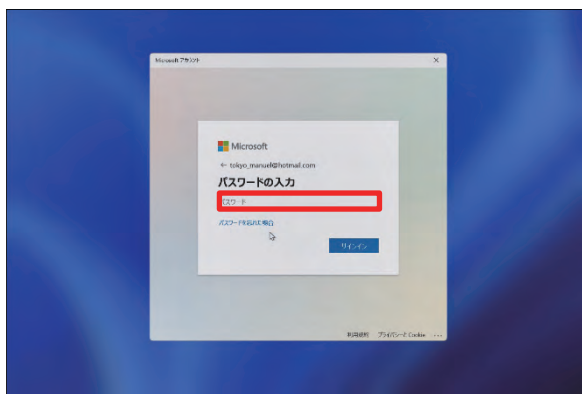 Microsoft アカウント
Microsoft
← tokyo_manuel@hotmail.com
パスワードの入力
パスワード
パスワードを忘れた場合
サインイン
利用規約 プライバシーと Cookie ...